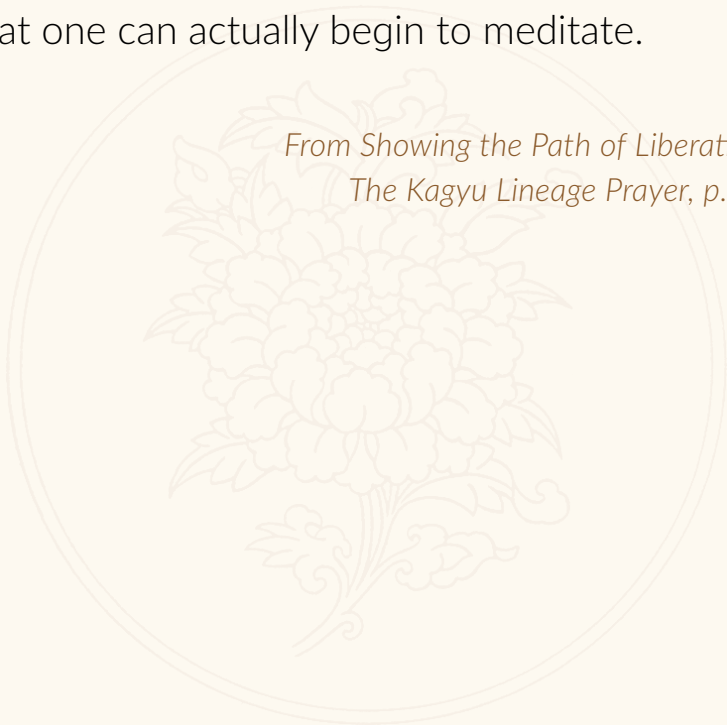 at one can actually begin to meditate.
From Showing the Path of Liberat
The Kagyu Lineage Prayer, p.